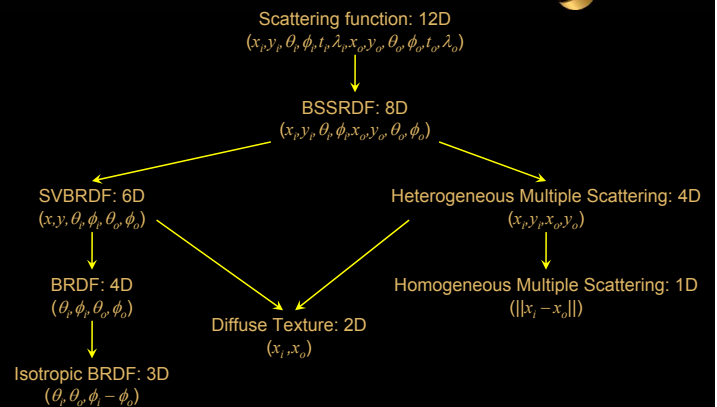 Scattering function: 12D
(xᵢ,yᵢ,θᵢ,ϕᵢ,tᵢ,λᵢ,xₒ,yₒ,θₒ,ϕₒ,tₒ,λₒ)
BSSRDF: 8D
(xᵢ,yᵢ,θᵢ,ϕᵢ,xₒ,yₒ,θₒ,ϕₒ)
SVBRDF: 6D
(x,y,θᵢ,ϕᵢ,θₒ,ϕₒ)
Heterogeneous Multiple Scattering: 4D
(xᵢ,yᵢ,xₒ,yₒ)
BRDF: 4D
(θᵢ,ϕᵢ,θₒ,ϕₒ)
Homogeneous Multiple Scattering: 1D
(||xᵢ – xₒ||)
Diffuse Texture: 2D
(xᵢ ,xₒ)
Isotropic BRDF: 3D
(θᵢ,θₒ,ϕᵢ – ϕₒ)